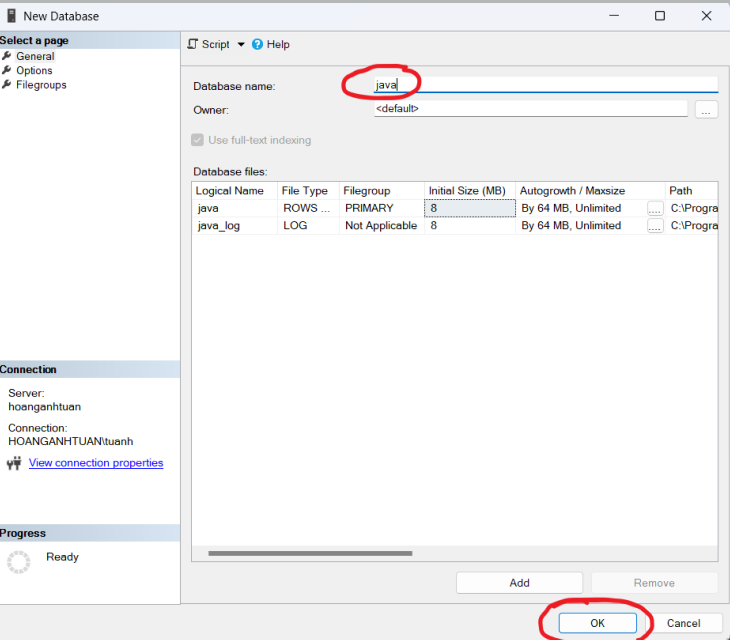 New Database
Select a page
General
Options
Filegroups
Script Help
Database name: java
Owner: <default>
...
Use full-text indexing
Database files:
Logical Name File Type Filegroup Initial Size (MB) Autogrowth / Maxsize Path
java ROWS ... PRIMARY 8 By 64 MB, Unlimited .... C:\Progra
java_log LOG Not Applicable 8 By 64 MB, Unlimited .... C:\Progra
Connection
Server:
hoanganhtuan
Connection:
HOANGANHTUAN\tuanh
View connection properties
Progress
Ready
Add Remove
OK Cancel